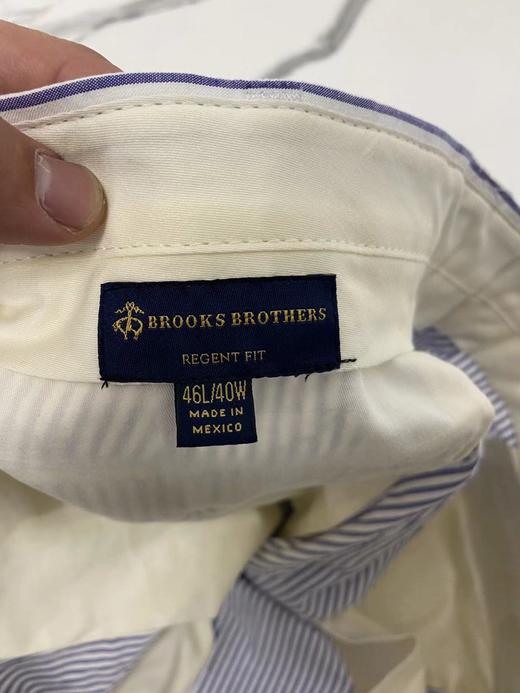 BROOKS BROTHERS
REGENT FIT
46L/40W
MADE IN
MEXICO